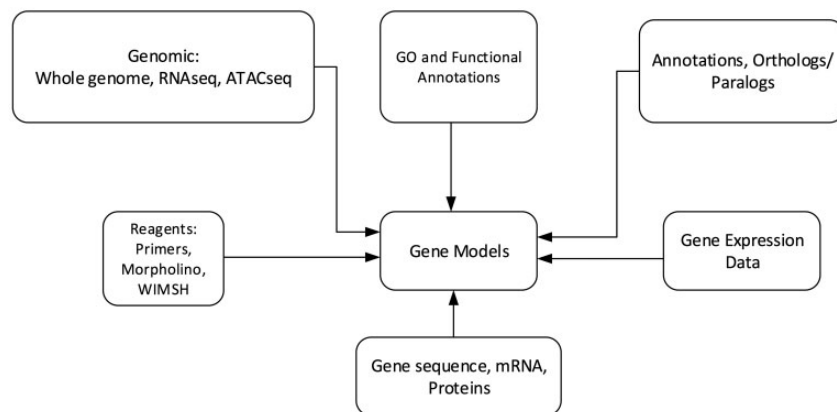 Genomic:
Whole genome, RNAseq, ATACseq
GO and Functional
Annotations
Annotations, Orthologs/
Paralogs
Reagents:
Primers,
Morpholino,
WIMSH
Gene Models
Gene Expression
Data
Gene sequence, mRNA,
Proteins